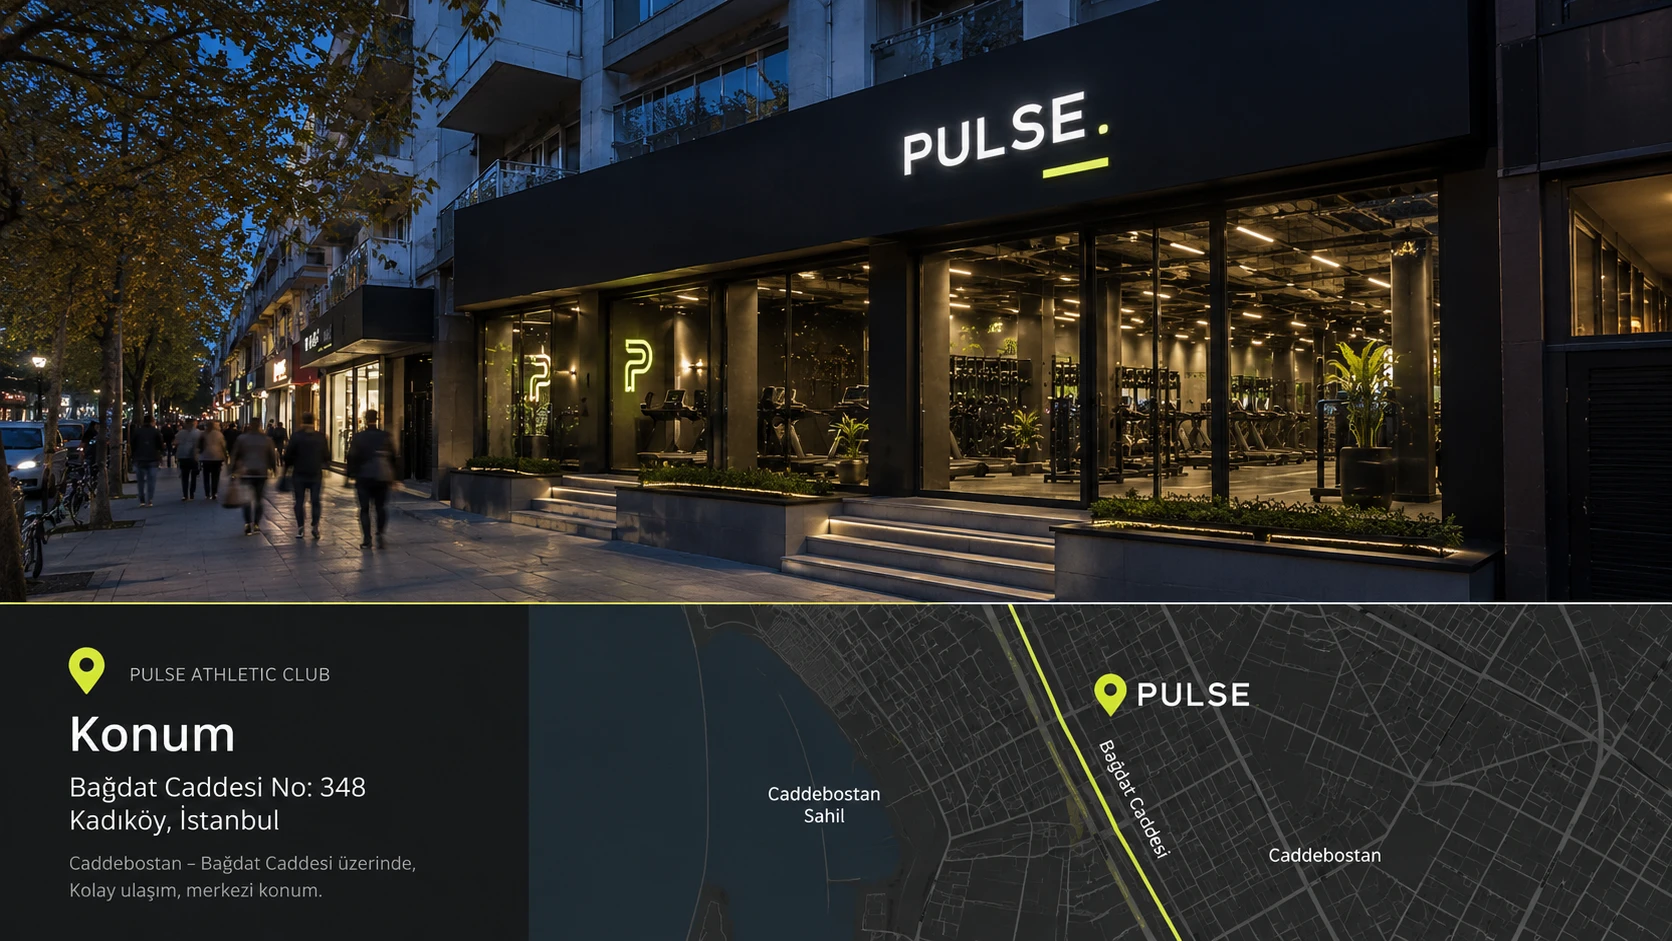 PULSE.
P
P
PULSE ATHLETIC CLUB
Konum
Bağdat Caddesi No: 348
Kadıköy, İstanbul
Caddebostan – Bağdat Caddesi üzerinde,
Kolay ulaşım, merkezi konum.
PULSE
Bağdat Caddesi
Caddebostan
Sahil
Caddebostan